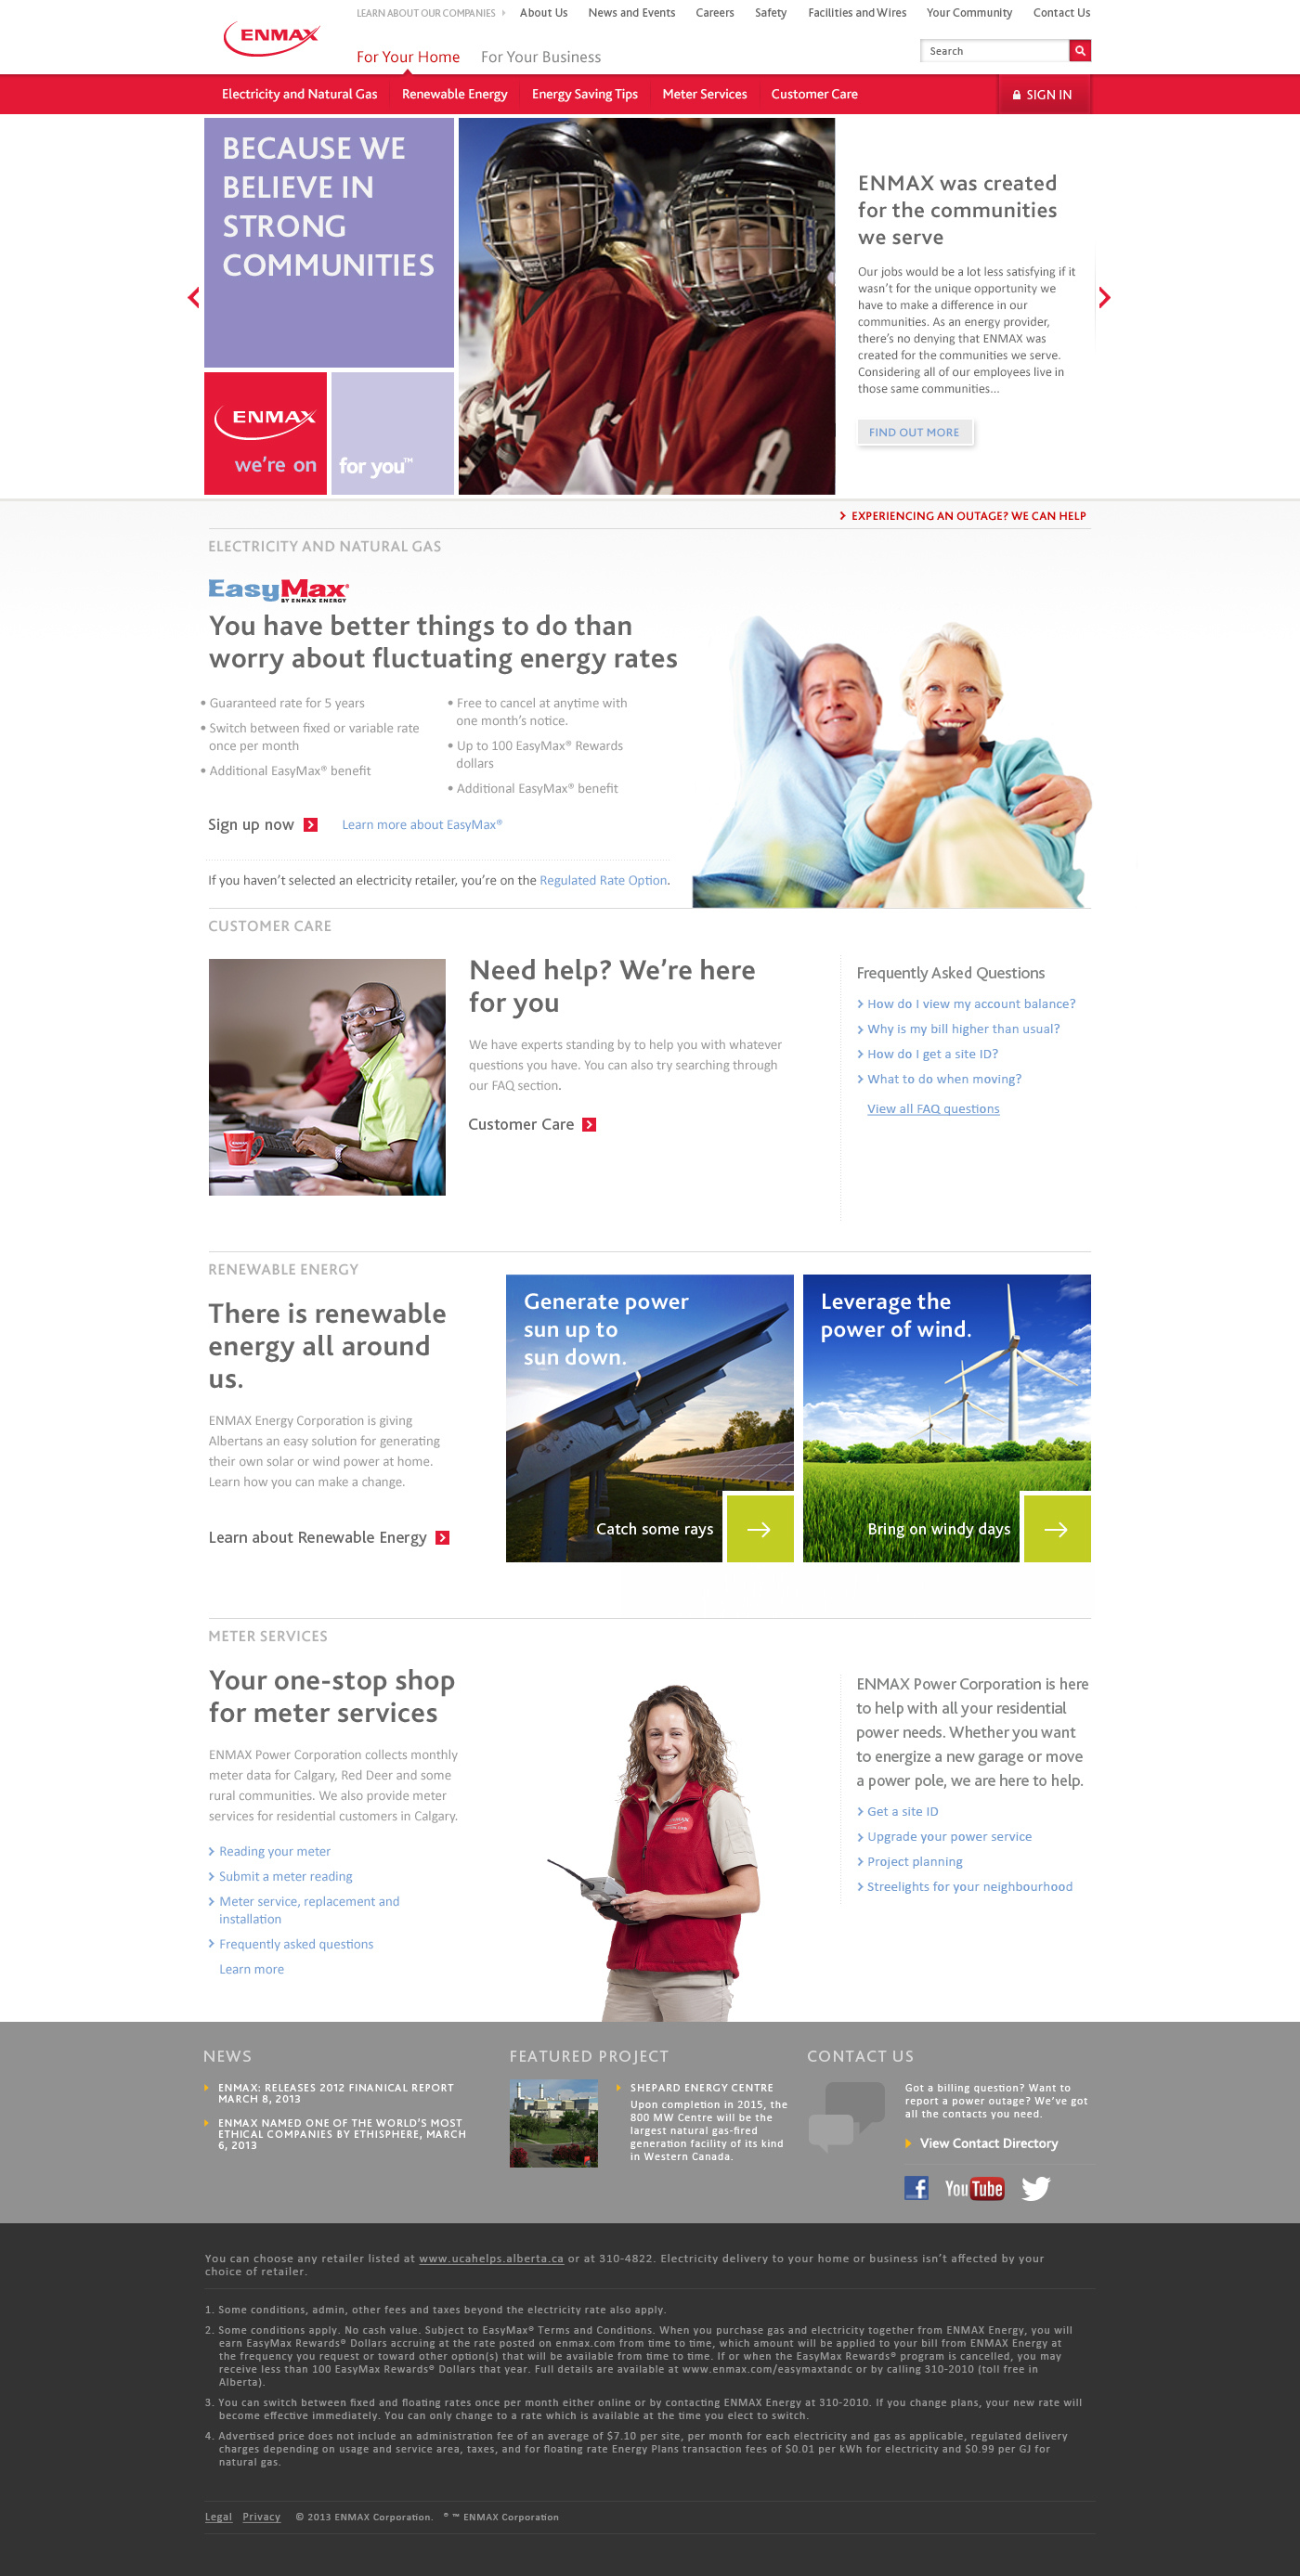 LEARN ABOUT OUR COMPANIES
About Us
News and Events
Careers
Safety
Facilities and Wires
Your Community
Contact Us
ENMAX
For Your Home
For Your Business
Search
Electricity and Natural Gas
Renewable Energy
Energy Saving Tips
Meter Services
Customer Care
SIGN IN
BECAUSE WE
BELIEVE IN
STRONG
COMMUNITIES
ENMAX
we're on
for you™
ENMAX was created
for the communities
we serve
Our jobs would be a lot less satisfying if it
wasn't for the unique opportunity we
have to make a difference in our
communities. As an energy provider,
there's no denying that ENMAX was
created for the communities we serve.
Considering all of our employees live in
those same communities...
FIND OUT MORE
EXPERIENCING AN OUTAGE? WE CAN HELP
ELECTRICITY AND NATURAL GAS
EasyMax®
BY ENMAX ENERGY
You have better things to do than
worry about fluctuating energy rates
• Guaranteed rate for 5 years
• Switch between fixed or variable rate
once per month
• Additional EasyMax® benefit
• Free to cancel at anytime with
one month's notice.
• Up to 100 EasyMax® Rewards
dollars
• Additional EasyMax® benefit
Sign up now
Learn more about EasyMax®
If you haven't selected an electricity retailer, you're on the Regulated Rate Option.
CUSTOMER CARE
Need help? We're here
for you
We have experts standing by to help you with whatever
questions you have. You can also try searching through
our FAQ section.
Customer Care
Frequently Asked Questions
How do I view my account balance?
Why is my bill higher than usual?
How do I get a site ID?
What to do when moving?
View all FAQ questions
RENEWABLE ENERGY
There is renewable
energy all around
us.
ENMAX Energy Corporation is giving
Albertans an easy solution for generating
their own solar or wind power at home.
Learn how you can make a change.
Learn about Renewable Energy
Generate power
sun up to
sun down.
Catch some rays
Leverage the
power of wind.
Bring on windy days
METER SERVICES
Your one-stop shop
for meter services
ENMAX Power Corporation collects monthly
meter data for Calgary, Red Deer and some
rural communities. We also provide meter
services for residential customers in Calgary.
Reading your meter
Submit a meter reading
Meter service, replacement and
installation
Frequently asked questions
Learn more
ENMAX Power Corporation is here
to help with all your residential
power needs. Whether you want
to energize a new garage or move
a power pole, we are here to help.
Get a site ID
Upgrade your power service
Project planning
Streelights for your neighbourhood
NEWS
ENMAX: RELEASES 2012 FINANICAL REPORT
MARCH 8, 2013
ENMAX NAMED ONE OF THE WORLD'S MOST
ETHICAL COMPANIES BY ETHISPHERE, MARCH
6, 2013
FEATURED PROJECT
SHEPARD ENERGY CENTRE
Upon completion in 2015, the
800 MW Centre will be the
largest natural gas-fired
generation facility of its kind
in Western Canada.
CONTACT US
Got a billing question? Want to
report a power outage? We've got
all the contacts you need.
View Contact Directory
f
YouTube
You can choose any retailer listed at www.ucahelps.alberta.ca or at 310-4822. Electricity delivery to your home or business isn't affected by your
choice of retailer.
1. Some conditions, admin, other fees and taxes beyond the electricity rate also apply.
2. Some conditions apply. No cash value. Subject to EasyMax® Terms and Conditions. When you purchase gas and electricity together from ENMAX Energy, you will
earn EasyMax Rewards® Dollars accruing at the rate posted on enmax.com from time to time, which amount will be applied to your bill from ENMAX Energy at
the frequency you request or toward other option(s) that will be available from time to time. If or when the EasyMax Rewards® program is cancelled, you may
receive less than 100 EasyMax Rewards® Dollars that year. Full details are available at www.enmax.com/easymaxtandc or by calling 310-2010 (toll free in
Alberta).
3. You can switch between fixed and floating rates once per month either online or by contacting ENMAX Energy at 310-2010. If you change plans, your new rate will
become effective immediately. You can only change to a rate which is available at the time you elect to switch.
4. Advertised price does not include an administration fee of an average of $7.10 per site, per month for each electricity and gas as applicable, regulated delivery
charges depending on usage and service area, taxes, and for floating rate Energy Plans transaction fees of $0.01 per kWh for electricity and $0.99 per GJ for
natural gas.
Legal
Privacy
© 2013 ENMAX Corporation.
® ™ ENMAX Corporation